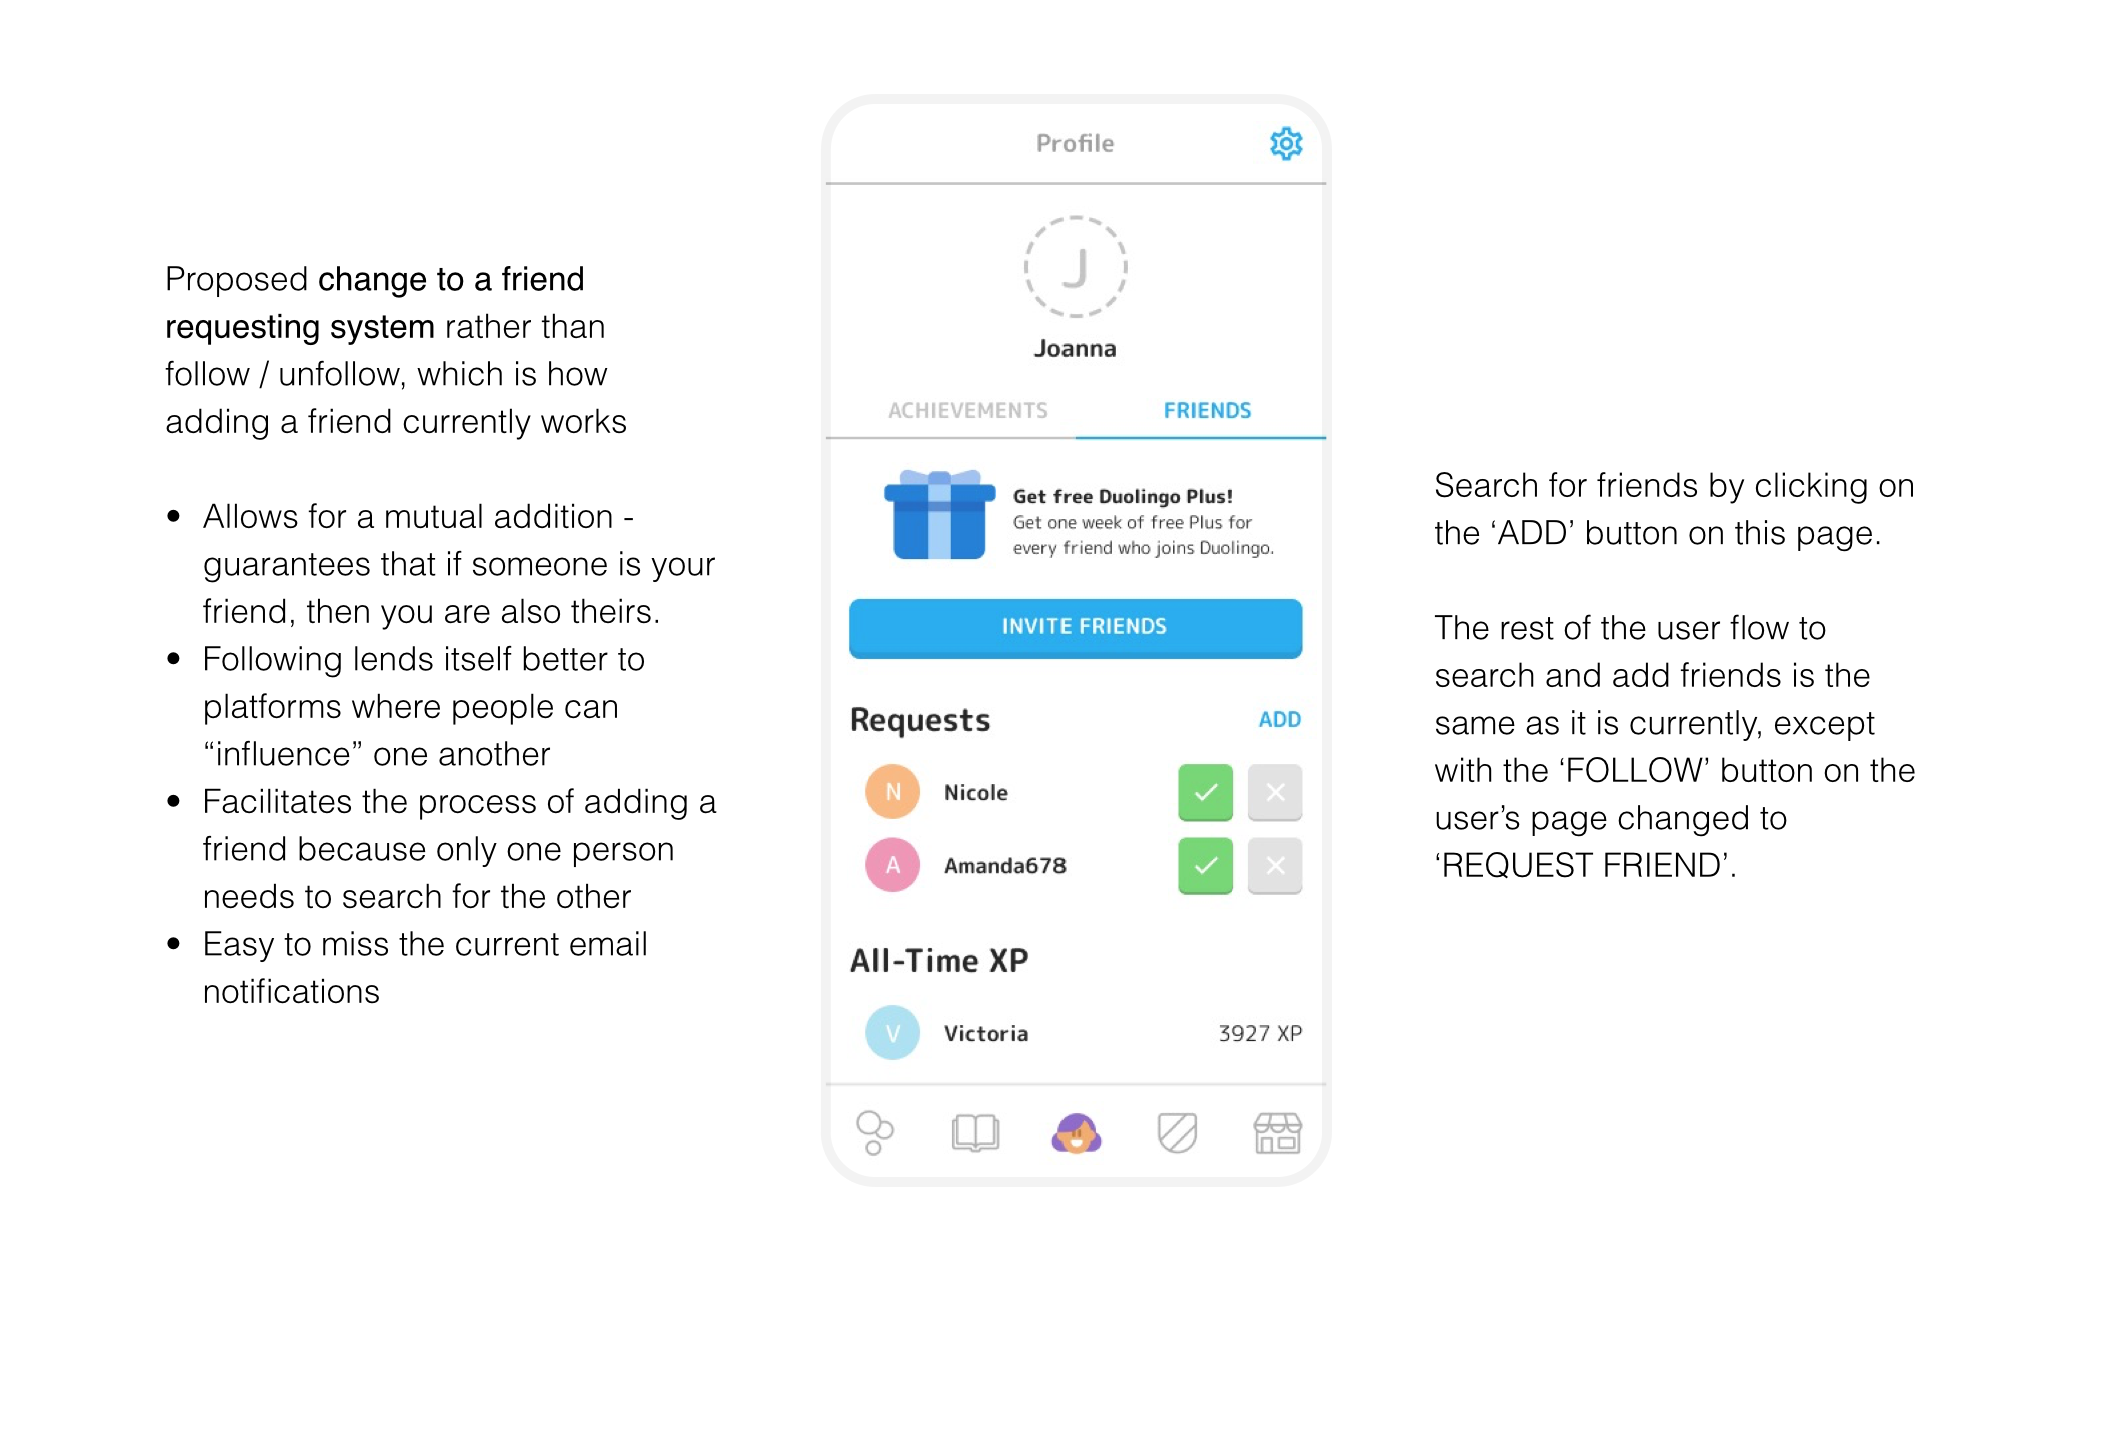 Proposed change to a friend
requesting system rather than
follow / unfollow, which is how
adding a friend currently works
• Allows for a mutual addition -
guarantees that if someone is your
friend, then you are also theirs.
• Following lends itself better to
platforms where people can
“influence” one another
• Facilitates the process of adding a
friend because only one person
needs to search for the other
• Easy to miss the current email
notifications
Profile
J
Joanna
ACHIEVEMENTS FRIENDS
Get free Duolingo Plus!
Get one week of free Plus for
every friend who joins Duolingo.
INVITE FRIENDS
Requests ADD
N Nicole
A Amanda678
All-Time XP
V Victoria 3927 XP
Search for friends by clicking on
the ‘ADD’ button on this page.
The rest of the user flow to
search and add friends is the
same as it is currently, except
with the ‘FOLLOW’ button on the
user’s page changed to
‘REQUEST FRIEND’.